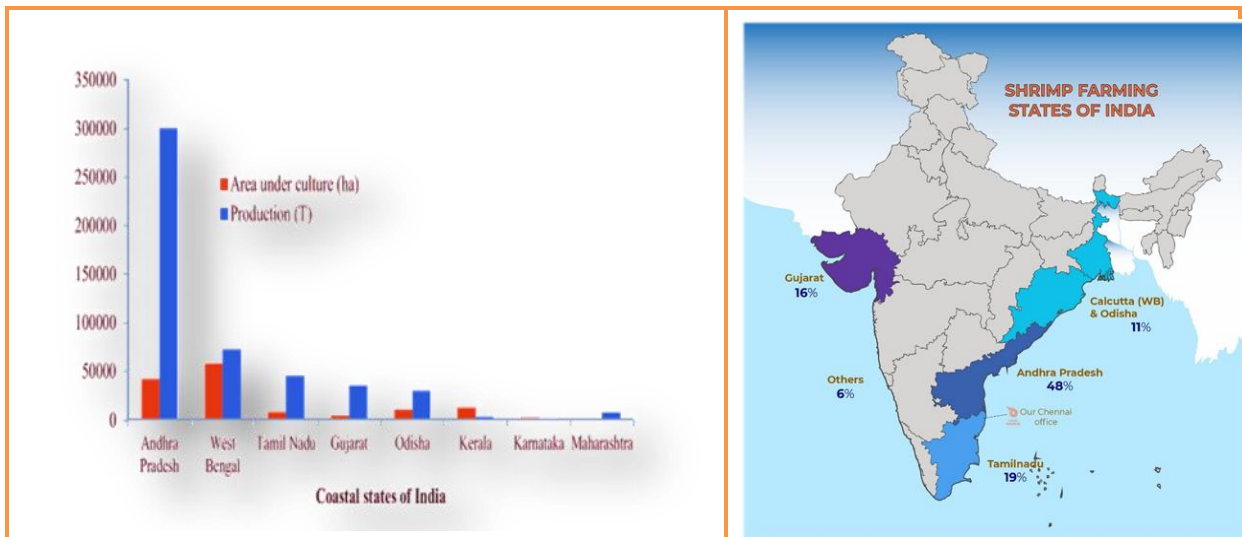 350000
300000
250000
200000
150000
100000
50000
0
Area under culture (ha)
Production (T)
Andhra
Pradesh
West
Bengal
Tamil Nadu
Gujarat
Odisha
Kerala
Karnataka
Maharashtra
Coastal states of India
SHRIMP FARMING
STATES OF INDIA
Gujarat
16%
Calcutta (WB)
& Odisha
11%
Others
6%
Andhra Pradesh
48%
Our Chennai
office
Tamilnadu
19%